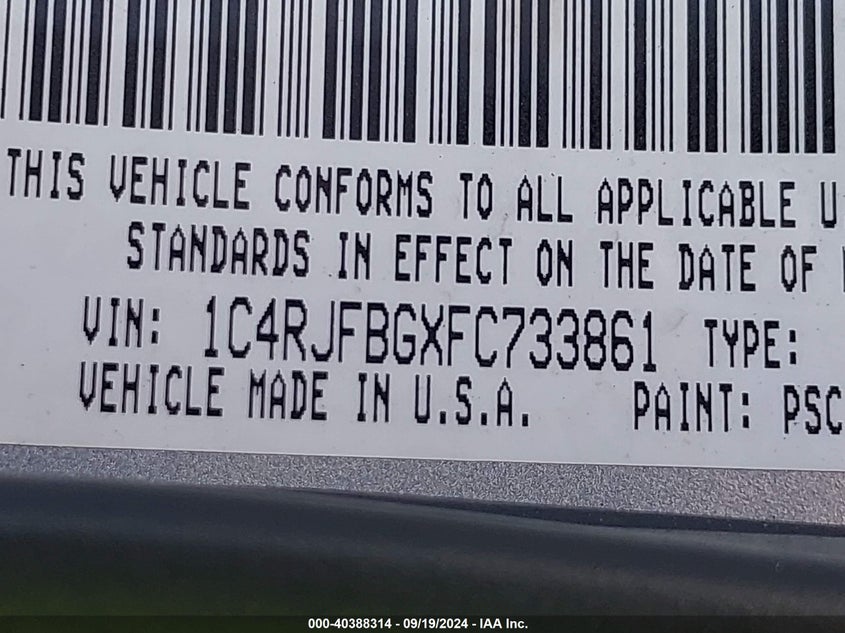 THIS VEHICLE CONFORMS TO ALL APPLICABLE U
STANDARDS IN EFFECT ON THE DATE OF
VIN: 1C4RJFBGXFC733861 TYPE:
VEHICLE MADE IN U.S.A. PAINT: PSC
000-40388314 - 09/19/2024 - IAA Inc.